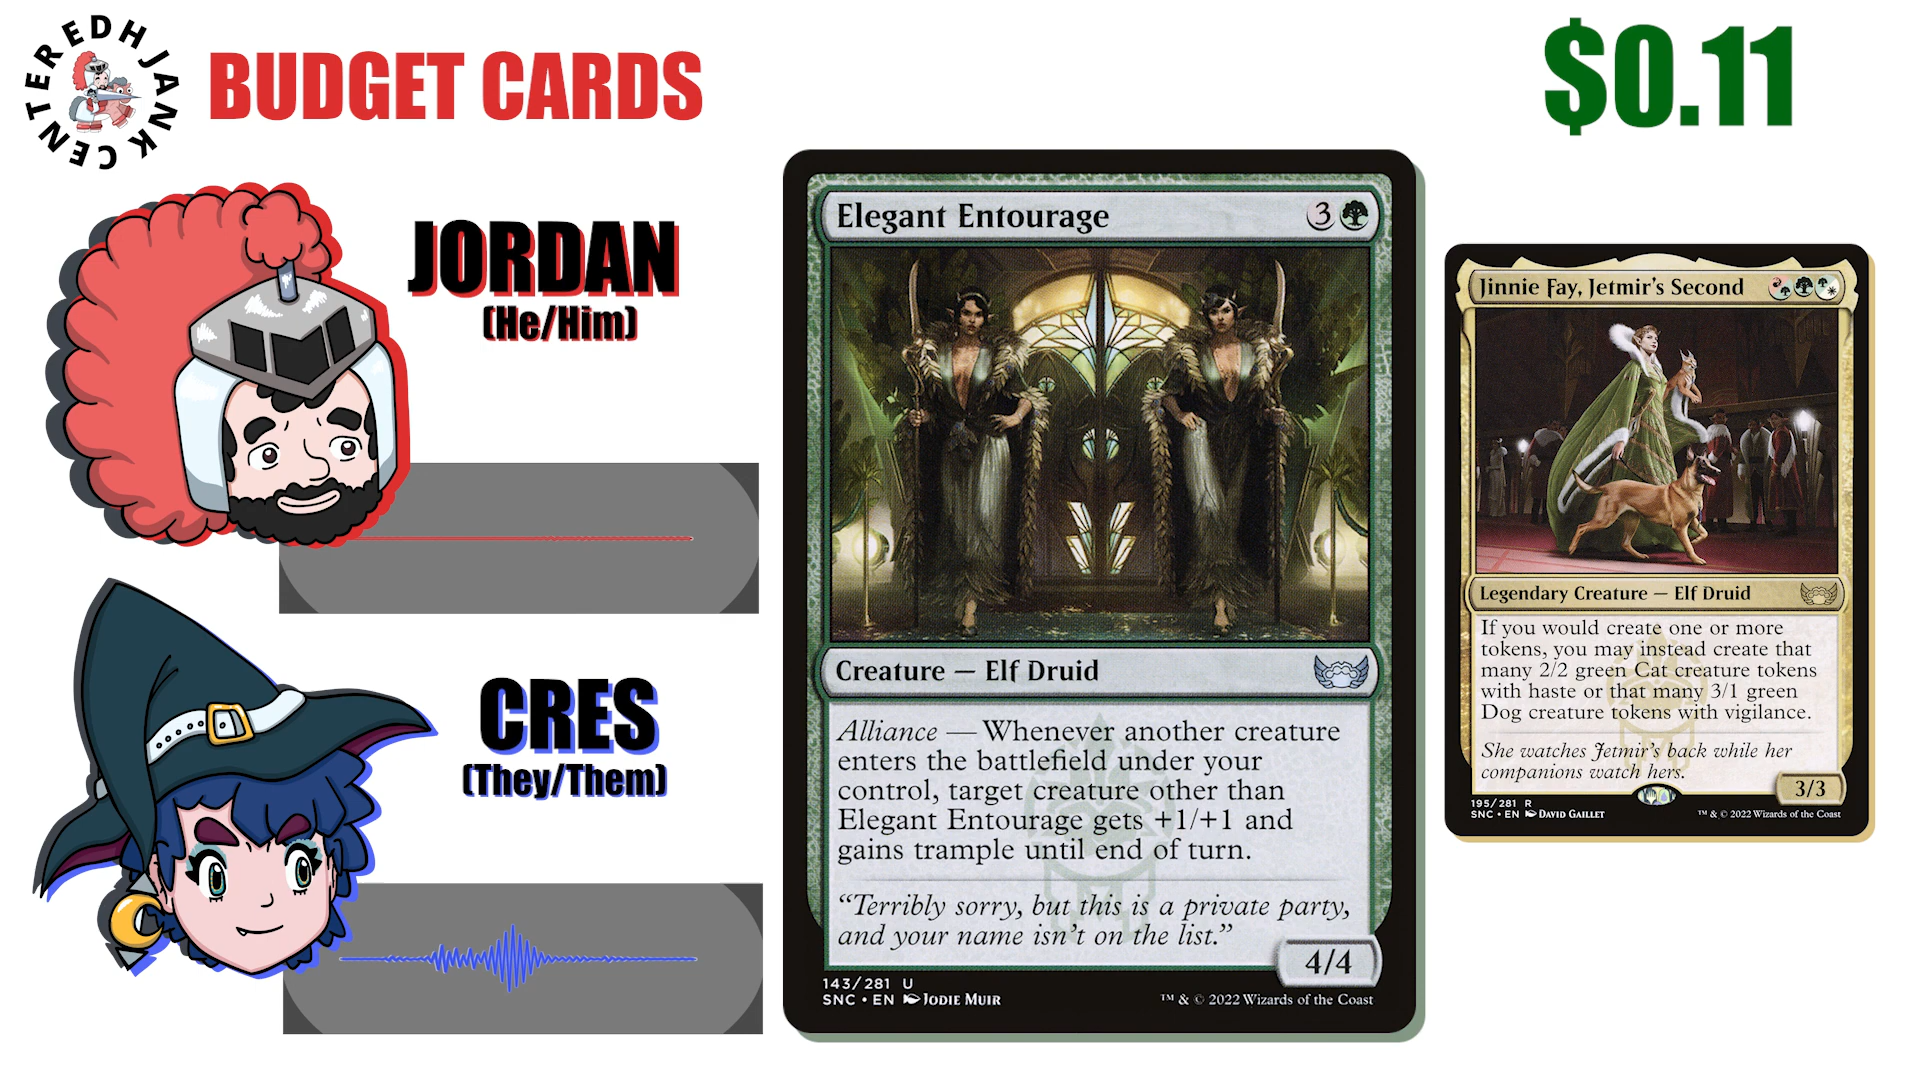 CENTEREDHJANK
BUDGET CARDS
$0.11
JORDAN
(He/Him)
CRES
(They/Them)
Elegant Entourage 3
Creature — Elf Druid
Alliance — Whenever another creature
enters the battlefield under your
control, target creature other than
Elegant Entourage gets +1/+1 and
gains trample until end of turn.
“Terribly sorry, but this is a private party,
and your name isn’t on the list.”
4/4
143/281 U
SNC • EN JODIE MUIR
™ & © 2022 Wizards of the Coast
Jinnie Fay, Jetmir’s Second
Legendary Creature — Elf Druid
If you would create one or more
tokens, you may instead create that
many 2/2 green Cat creature tokens
with haste or that many 3/1 green
Dog creature tokens with vigilance.
She watches Jetmir’s back while her
companions watch hers.
3/3
195/281 R
SNC • EN DAVID GAILLET
™ & © 2022 Wizards of the Coast